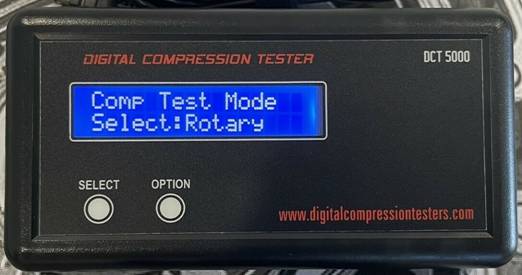 DIGITAL COMPRESSION TESTER
DCT 5000
Comp Test Mode
Select:Rotary
SELECT
OPTION
www.digitalcompressiontesters.com